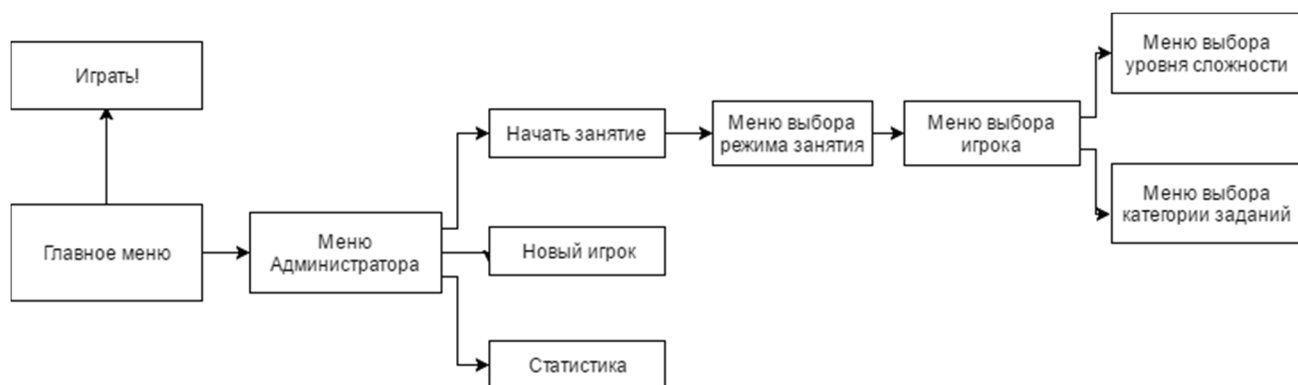 Играть!
Главное меню
Меню
Администратора
Начать занятие
Новый игрок
Статистика
Меню выбора
режима занятия
Меню выбора
игрока
Меню выбора
уровня сложности
Меню выбора
категории заданий